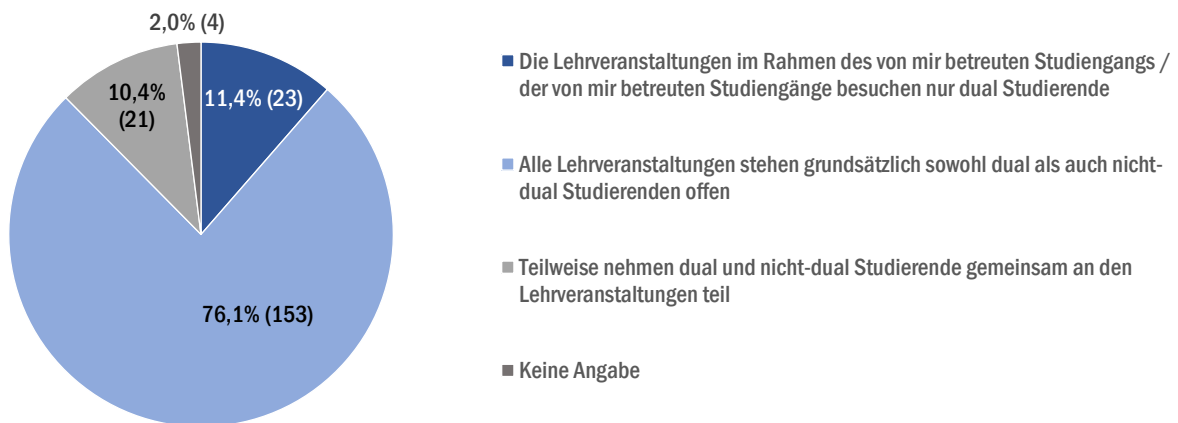 2,0% (4)
10,4%
(21)
11,4% (23)
76,1% (153)
Die Lehrveranstaltungen im Rahmen des von mir betreuten Studiengangs /
der von mir betreuten Studiengänge besuchen nur dual Studierende
Alle Lehrveranstaltungen stehen grundsätzlich sowohl dual als auch nicht-
dual Studierenden offen
Teilweise nehmen dual und nicht-dual Studierende gemeinsam an den
Lehrveranstaltungen teil
Keine Angabe